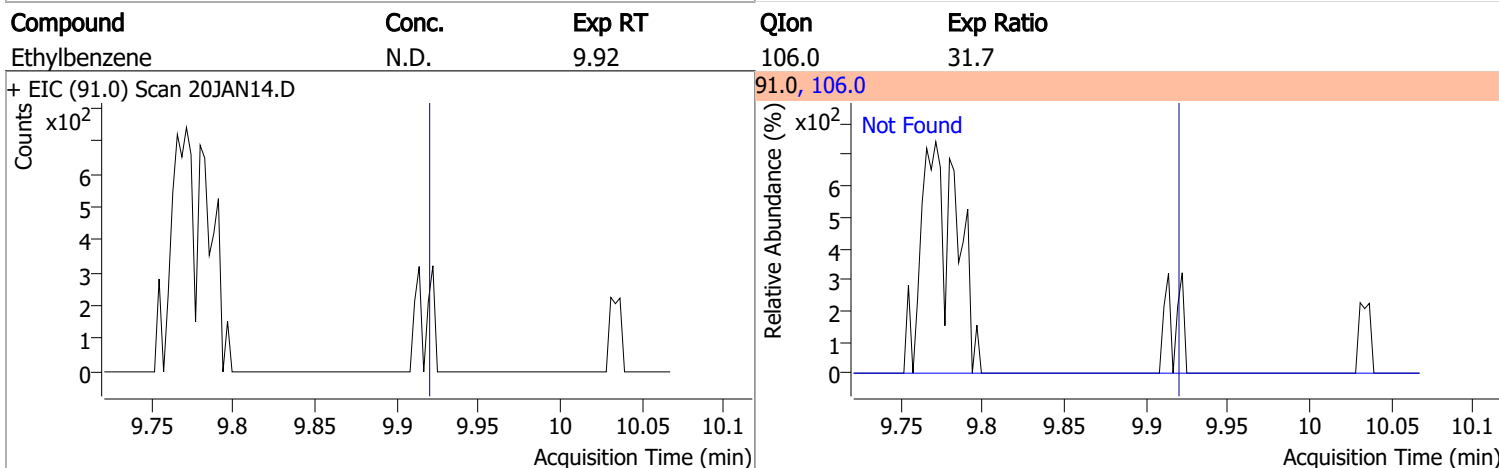 Compound Conc. Exp RT QIon Exp Ratio
Ethylbenzene N.D. 9.92 106.0 31.7
+ EIC (91.0) Scan 20JAN14.D
Counts
x10²
6
5
4
3
2
1
0
9.75 9.8 9.85 9.9 9.95 10 10.05 10.1
Acquisition Time (min)
91.0, 106.0
Relative Abundance (%)
x10²
Not Found
6
5
4
3
2
1
0
9.75 9.8 9.85 9.9 9.95 10 10.05 10.1
Acquisition Time (min)